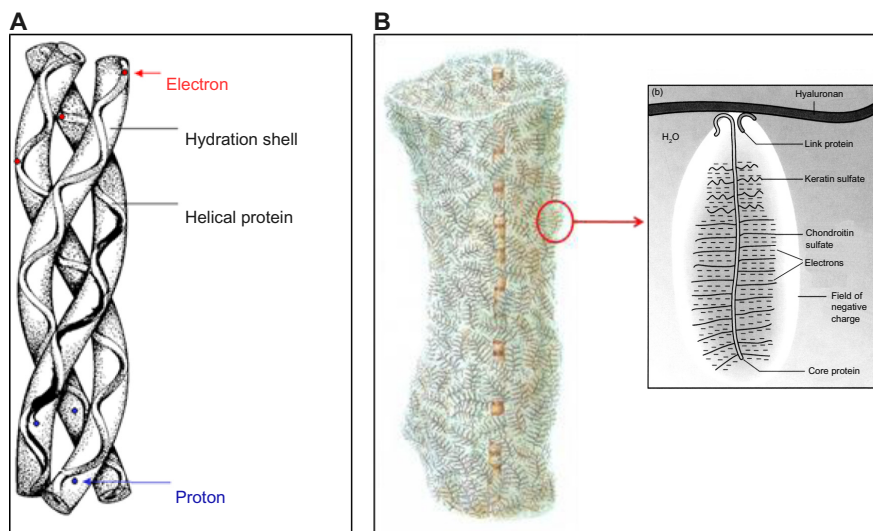 A
Electron
Hydration shell
Helical protein
Proton
B
(b)
Hyaluronan
H₂O
Link protein
Keratin sulfate
Chondroitin
sulfate
Electrons
Field of
negative
charge
Core protein